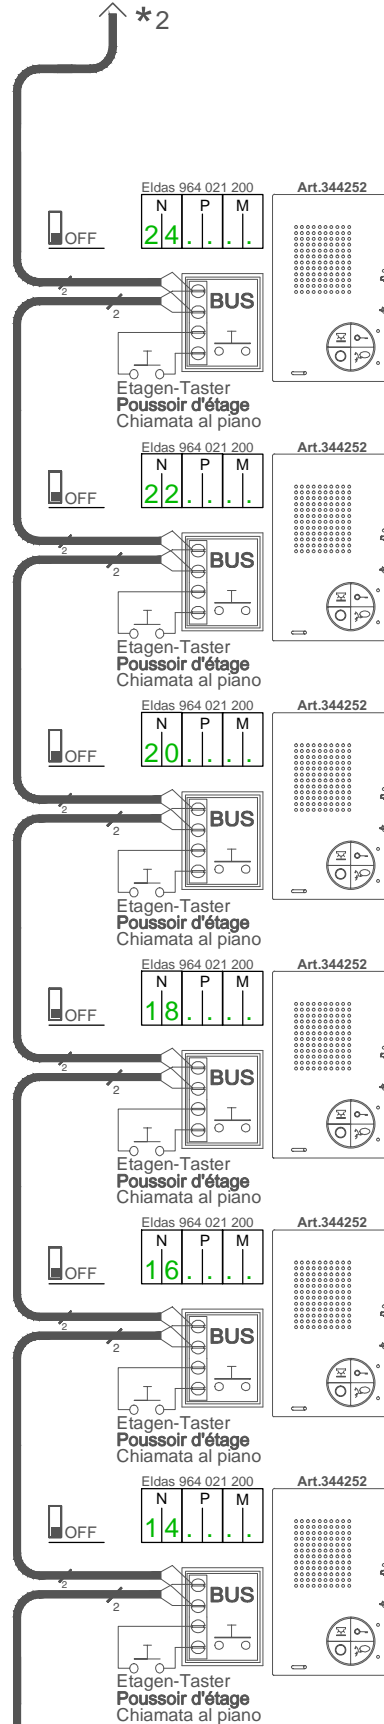 *2
Eldas 964 021 200 Art.344252
N P M
OFF 24....
2 BUS
2
Etagen-Taster
Poussoir d'étage
Chiamata al piano
Eldas 964 021 200 Art.344252
N P M
OFF 22....
2 BUS
2
Etagen-Taster
Poussoir d'étage
Chiamata al piano
Eldas 964 021 200 Art.344252
N P M
OFF 20....
2 BUS
2
Etagen-Taster
Poussoir d'étage
Chiamata al piano
Eldas 964 021 200 Art.344252
N P M
OFF 18....
2 BUS
2
Etagen-Taster
Poussoir d'étage
Chiamata al piano
Eldas 964 021 200 Art.344252
N P M
OFF 16....
2 BUS
2
Etagen-Taster
Poussoir d'étage
Chiamata al piano
Eldas 964 021 200 Art.344252
N P M
OFF 14....
2 BUS
2
Etagen-Taster
Poussoir d'étage
Chiamata al piano